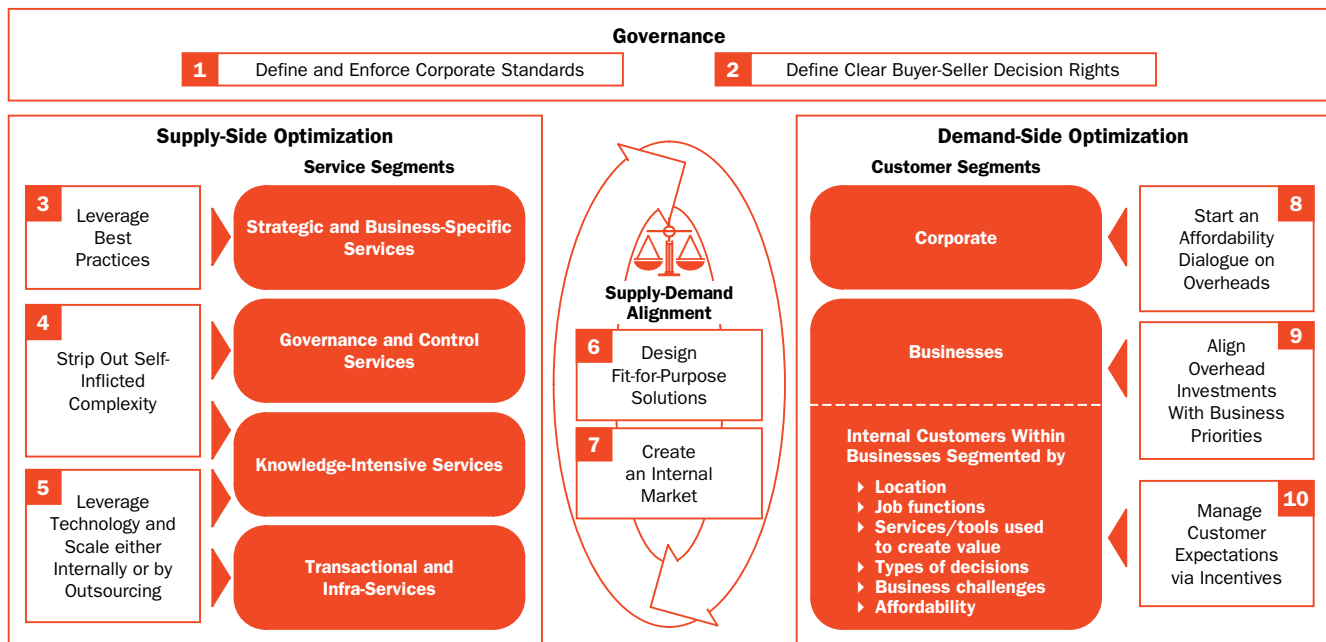 Governance
1 Define and Enforce Corporate Standards
2 Define Clear Buyer-Seller Decision Rights
Supply-Side Optimization
Service Segments
3 Leverage
Best
Practices
Strategic and Business-Specific
Services
4 Strip Out Self-
Inflicted
Complexity
Governance and Control
Services
Knowledge-Intensive Services
5 Leverage
Technology and
Scale either
Internally or by
Outsourcing
Transactional and
Infra-Services
Supply-Demand
Alignment
6 Design
Fit-for-Purpose
Solutions
7 Create
an Internal
Market
Demand-Side Optimization
Customer Segments
Corporate
8 Start an
Affordability
Dialogue on
Overheads
Businesses
9 Align
Overhead
Investments
With Business
Priorities
Internal Customers Within
Businesses Segmented by
Location
Job functions
Services/tools used
to create value
Types of decisions
Business challenges
Affordability
10 Manage
Customer
Expectations
via Incentives